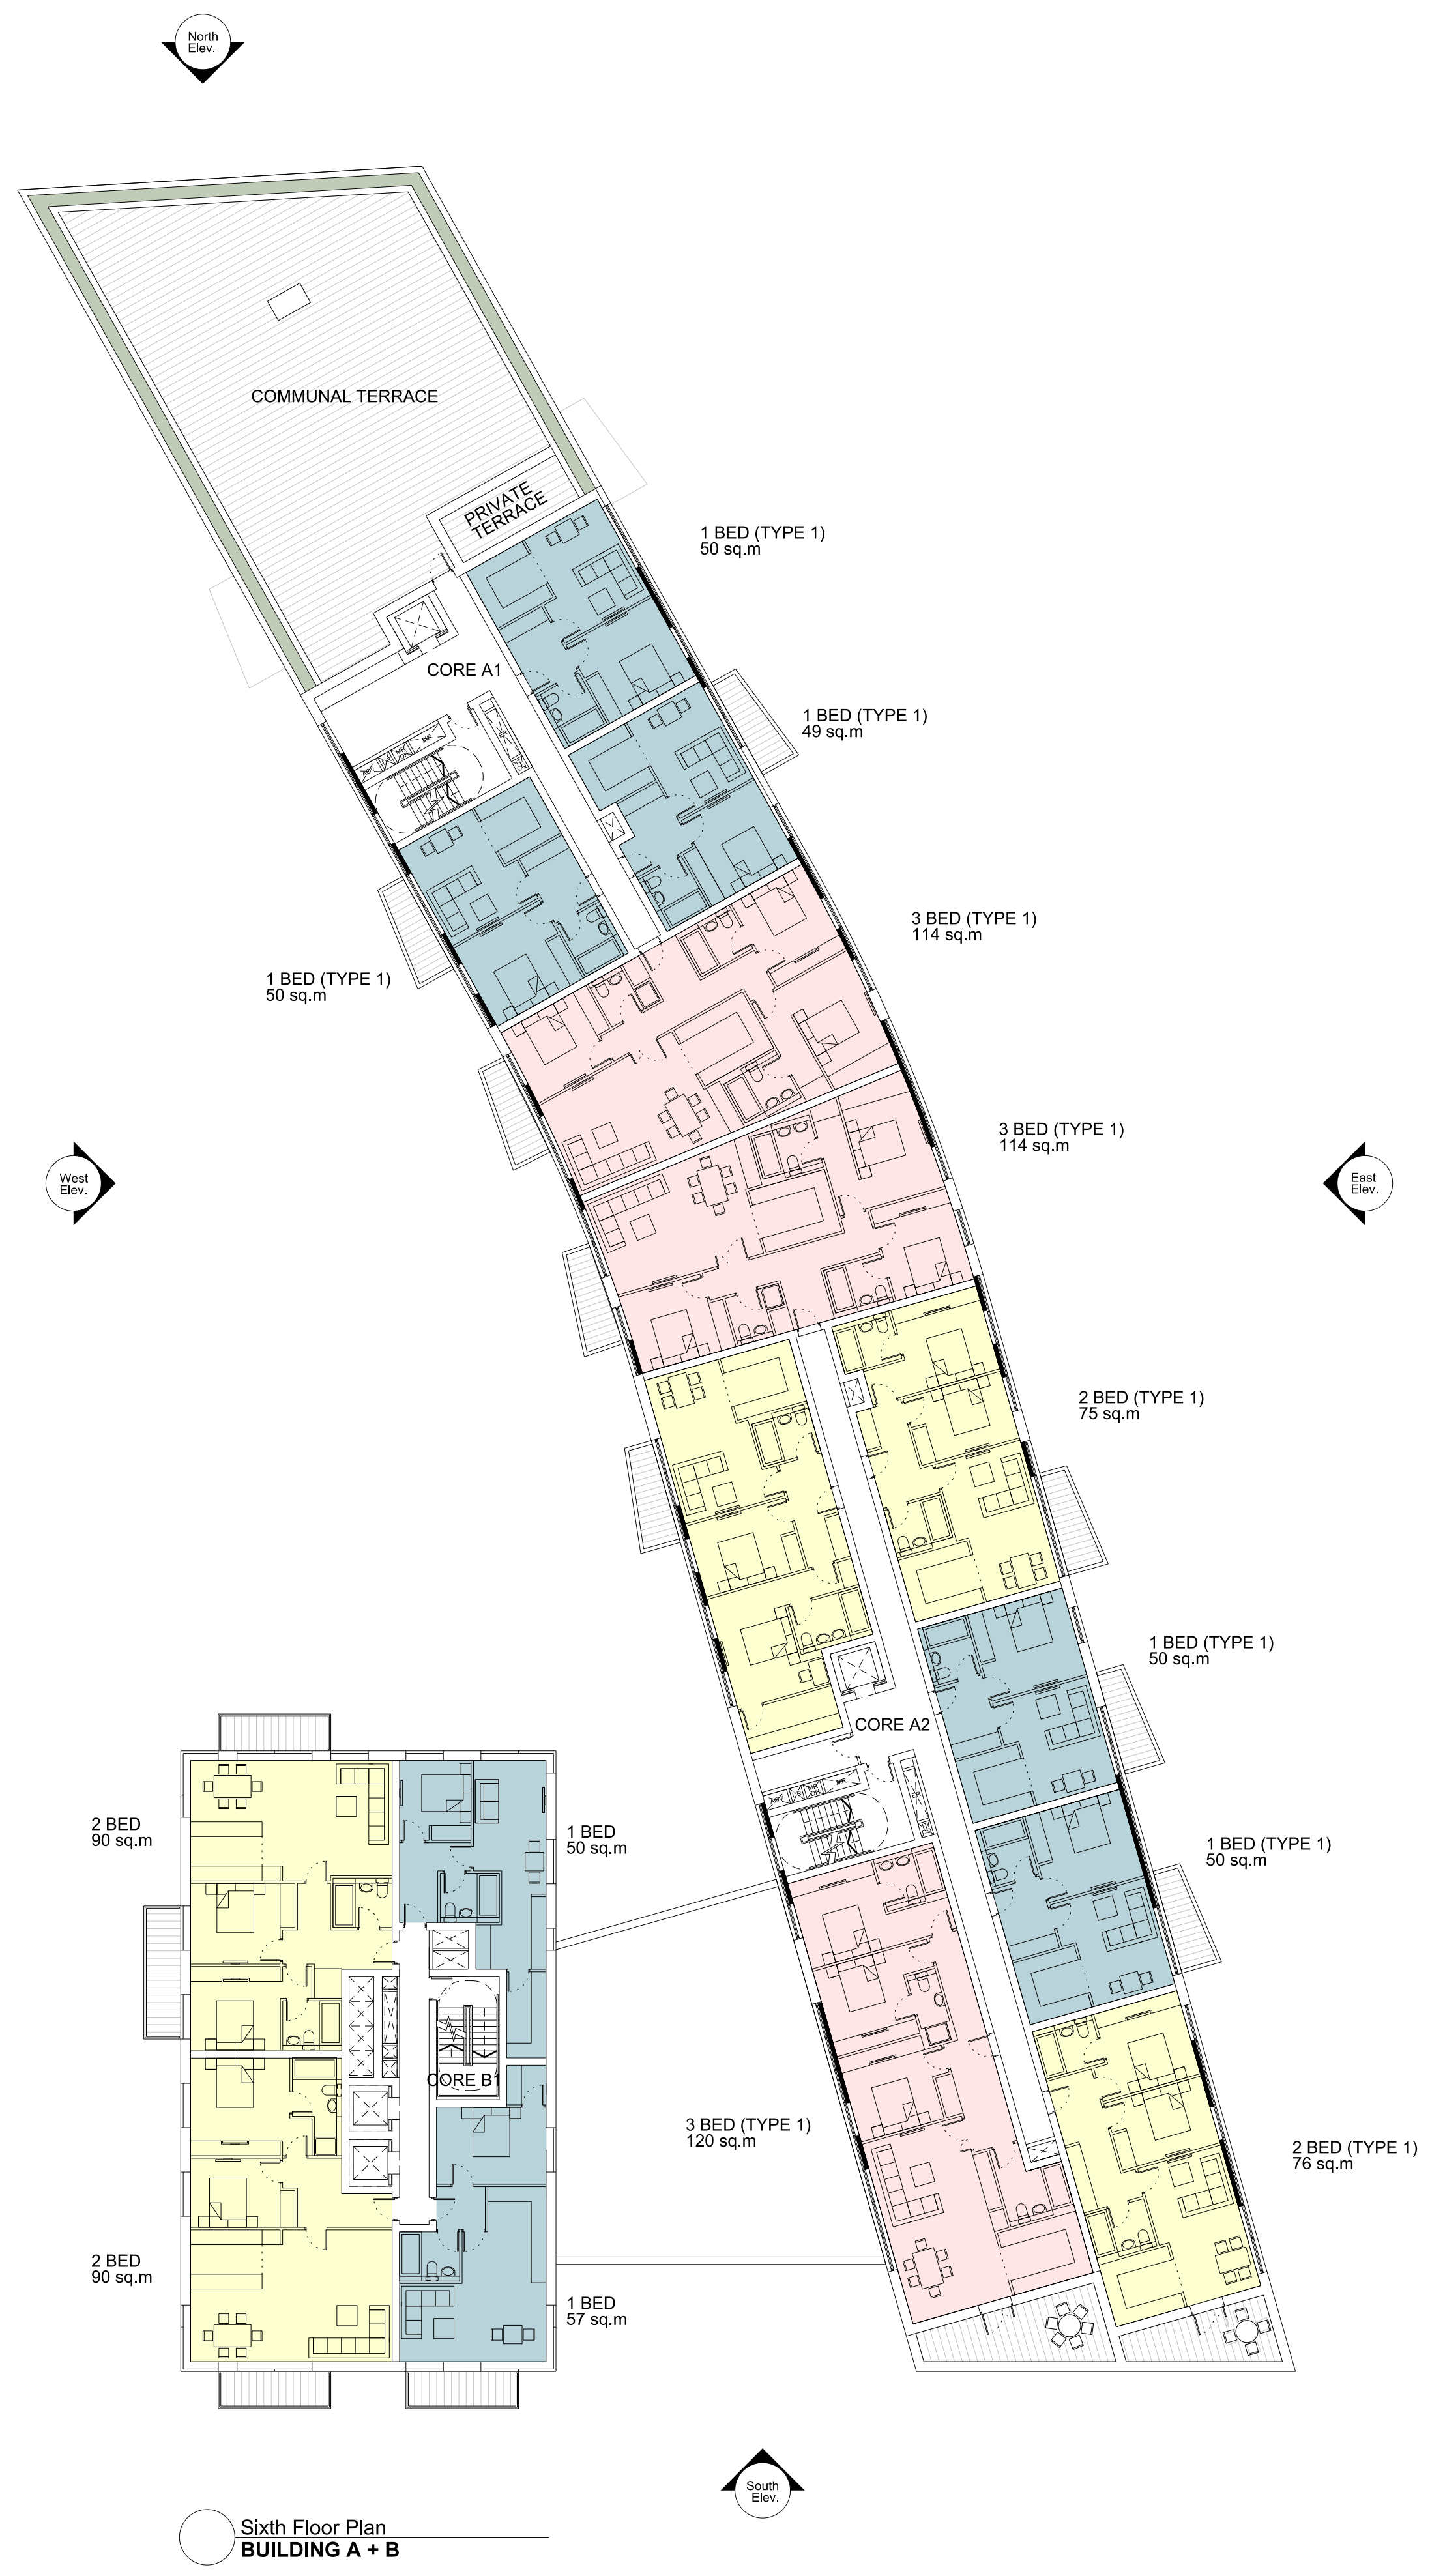 North
Elev.
COMMUNAL TERRACE
PRIVATE
TERRACE
1 BED (TYPE 1)
50 sq.m
CORE A1
1 BED (TYPE 1)
49 sq.m
3 BED (TYPE 1)
114 sq.m
1 BED (TYPE 1)
50 sq.m
3 BED (TYPE 1)
114 sq.m
West
Elev.
East
Elev.
2 BED (TYPE 1)
75 sq.m
1 BED (TYPE 1)
50 sq.m
CORE A2
2 BED
90 sq.m
1 BED
50 sq.m
1 BED (TYPE 1)
50 sq.m
CORE B1
3 BED (TYPE 1)
120 sq.m
2 BED (TYPE 1)
76 sq.m
2 BED
90 sq.m
1 BED
57 sq.m
South
Elev.
Sixth Floor Plan
BUILDING A + B